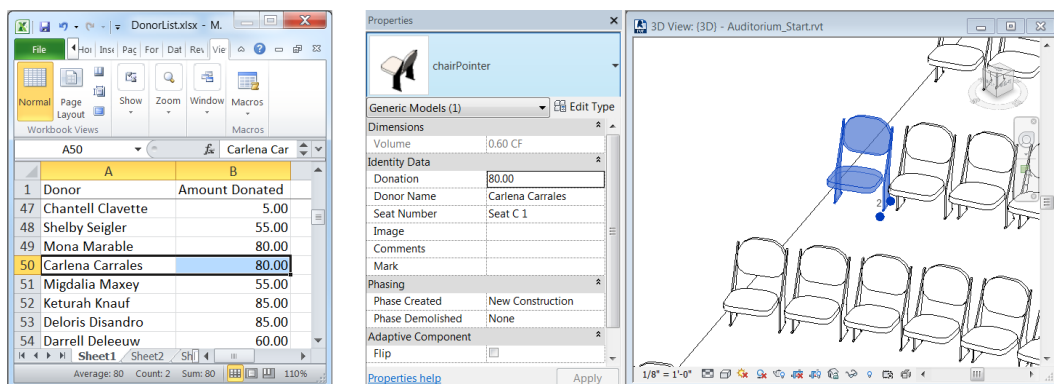 DonorList.xlsx - M.
File Hor Inse Pag For Dat Rev Vie
Normal Page Layout Show Zoom Window Macros
Workbook Views Macros
A50 fx Carlena Car
A B
1 Donor Amount Donated
47 Chantell Clavette 5.00
48 Shelby Seigler 55.00
49 Mona Marable 80.00
50 Carlena Carrales 80.00
51 Migdalia Maxey 55.00
52 Keturah Knauf 85.00
53 Deloris Disandro 85.00
54 Darrell Deleeuw 60.00
Sheet1 Sheet2 Sh
Average: 80 Count: 2 Sum: 80 110%
Properties
chairPointer
Generic Models (1) Edit Type
Dimensions
Volume 0.60 CF
Identity Data
Donation 80.00
Donor Name Carlena Carrales
Seat Number Seat C 1
Image
Comments
Mark
Phasing
Phase Created New Construction
Phase Demolished None
Adaptive Component
Flip
Properties help Apply
3D View: {3D} - Auditorium_Start.rvt
2
1/8" = 1'-0"